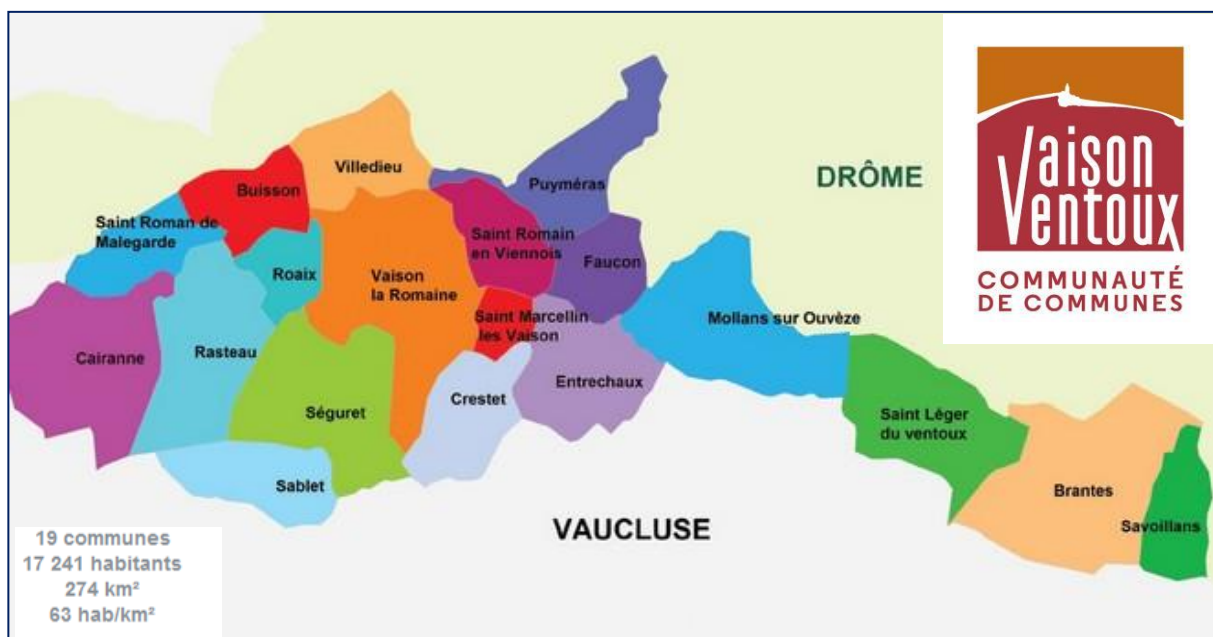 Vaison
Ventoux
COMMUNAUTÉ
DE COMMUNES
DRÔME
Villedieu
Puyméras
Buisson
Saint Roman de
Malegarde
Saint Romain
en Viennois
Faucon
Roaix
Vaison
la Romaine
Saint Marcellin
les Vaison
Mollans sur Ouvèze
Cairanne
Rasteau
Entrechaux
Crestet
Séguret
Saint Léger
du ventoux
Sablet
Brantes
Savoillans
VAUCLUSE
19 communes
17 241 habitants
274 km²
63 hab/km²